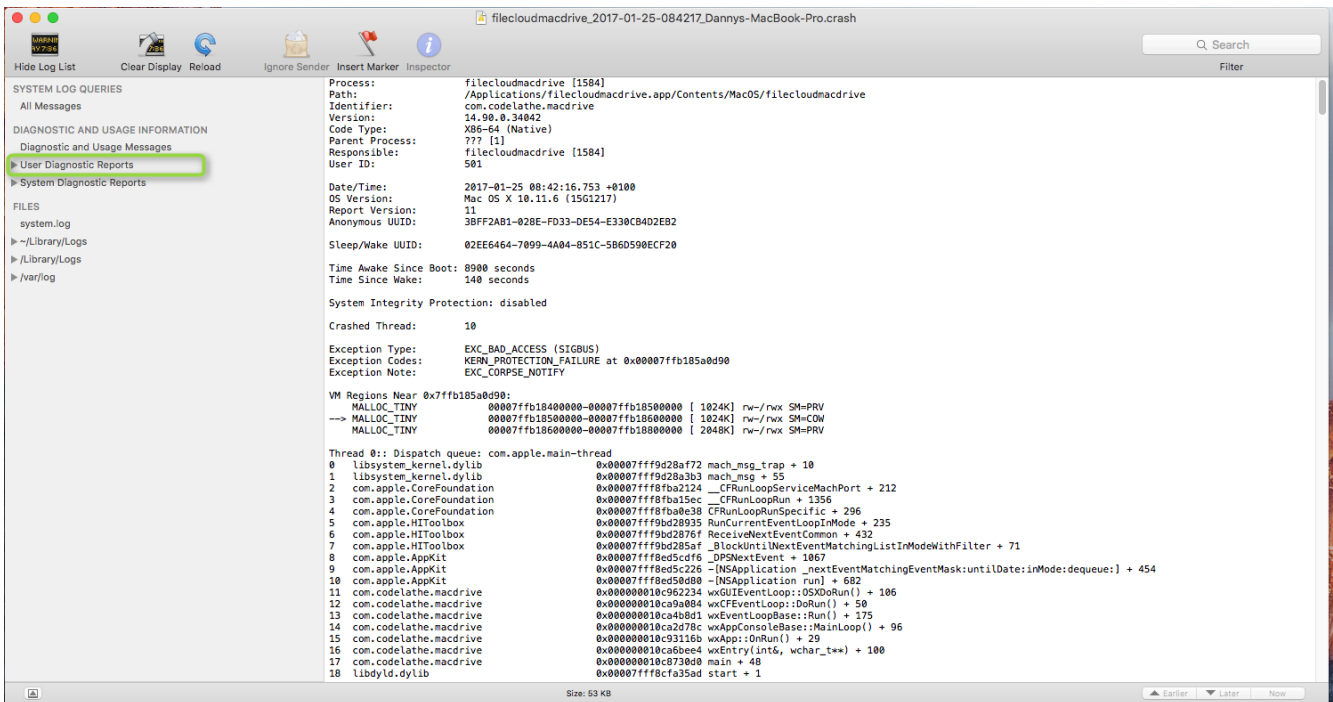 filecloudmacdrive_2017-01-25-084217_Dannys-MacBook-Pro.crash
WARNI
AY 7:86
7:86
Search
Hide Log List Clear Display Reload Ignore Sender Insert Marker Inspector Filter
SYSTEM LOG QUERIES
All Messages
DIAGNOSTIC AND USAGE INFORMATION
Diagnostic and Usage Messages
User Diagnostic Reports
System Diagnostic Reports
FILES
system.log
~/Library/Logs
/Library/Logs
/var/log
Process: filecloudmacdrive [1584]
Path: /Applications/filecloudmacdrive.app/Contents/MacOS/filecloudmacdrive
Identifier: com.codelathe.macdrive
Version: 14.90.0.34042
Code Type: X86-64 (Native)
Parent Process: ??? [1]
Responsible: filecloudmacdrive [1584]
User ID: 501
Date/Time: 2017-01-25 08:42:16.753 +0100
OS Version: Mac OS X 10.11.6 (15G1217)
Report Version: 11
Anonymous UUID: 3BFF2AB1-028E-FD33-DE54-E330CB4D2EB2
Sleep/Wake UUID: 02EE6464-7099-4A04-851C-5B6D590ECF20
Time Awake Since Boot: 8900 seconds
Time Since Wake: 140 seconds
System Integrity Protection: disabled
Crashed Thread: 10
Exception Type: EXC_BAD_ACCESS (SIGBUS)
Exception Codes: KERN_PROTECTION_FAILURE at 0x00007ffb185a0d90
Exception Note: EXC_CORPSE_NOTIFY
VM Regions Near 0x7ffb185a0d90:
MALLOC_TINY 00007ffb18400000-00007ffb18500000 [ 1024K] rw-/rwx SM=PRV
--> MALLOC_TINY 00007ffb18500000-00007ffb18600000 [ 1024K] rw-/rwx SM=COW
MALLOC_TINY 00007ffb18600000-00007ffb18800000 [ 2048K] rw-/rwx SM=PRV
Thread 0:: Dispatch queue: com.apple.main-thread
0 libsystem_kernel.dylib 0x00007fff9d28af72 mach_msg_trap + 10
1 libsystem_kernel.dylib 0x00007fff9d28a3b3 mach_msg + 55
2 com.apple.CoreFoundation 0x00007fff8fba2124 __CFRunLoopServiceMachPort + 212
3 com.apple.CoreFoundation 0x00007fff8fba15ec __CFRunLoopRun + 1356
4 com.apple.CoreFoundation 0x00007fff8fba0e38 CFRunLoopRunSpecific + 296
5 com.apple.HIToolbox 0x00007fff9bd28935 RunCurrentEventLoopInMode + 235
6 com.apple.HIToolbox 0x00007fff9bd2876f ReceiveNextEventCommon + 432
7 com.apple.HIToolbox 0x00007fff9bd285af _BlockUntilNextEventMatchingListInModeWithFilter + 71
8 com.apple.AppKit 0x00007fff8ed5cdf6 _DPSNextEvent + 1067
9 com.apple.AppKit 0x00007fff8ed5c226 -[NSApplication _nextEventMatchingEventMask:untilDate:inMode:dequeue:] + 454
10 com.apple.AppKit 0x00007fff8ed50d80 -[NSApplication run] + 682
11 com.codelathe.macdrive 0x000000010c962234 wxGUIEventLoop::OSXDoRun() + 106
12 com.codelathe.macdrive 0x000000010ca9a084 wxCFEventLoop::DoRun() + 50
13 com.codelathe.macdrive 0x000000010ca4b8d1 wxEventLoopBase::Run() + 175
14 com.codelathe.macdrive 0x000000010ca2d78c wxAppConsoleBase::MainLoop() + 96
15 com.codelathe.macdrive 0x000000010c93116b wxApp::OnRun() + 29
16 com.codelathe.macdrive 0x000000010ca6bee4 wxEntry(int&, wchar_t**) + 100
17 com.codelathe.macdrive 0x000000010c8730d0 main + 48
18 libdyld.dylib 0x00007fff8cfa35ad start + 1
Size: 53 KB
Earlier Later Now